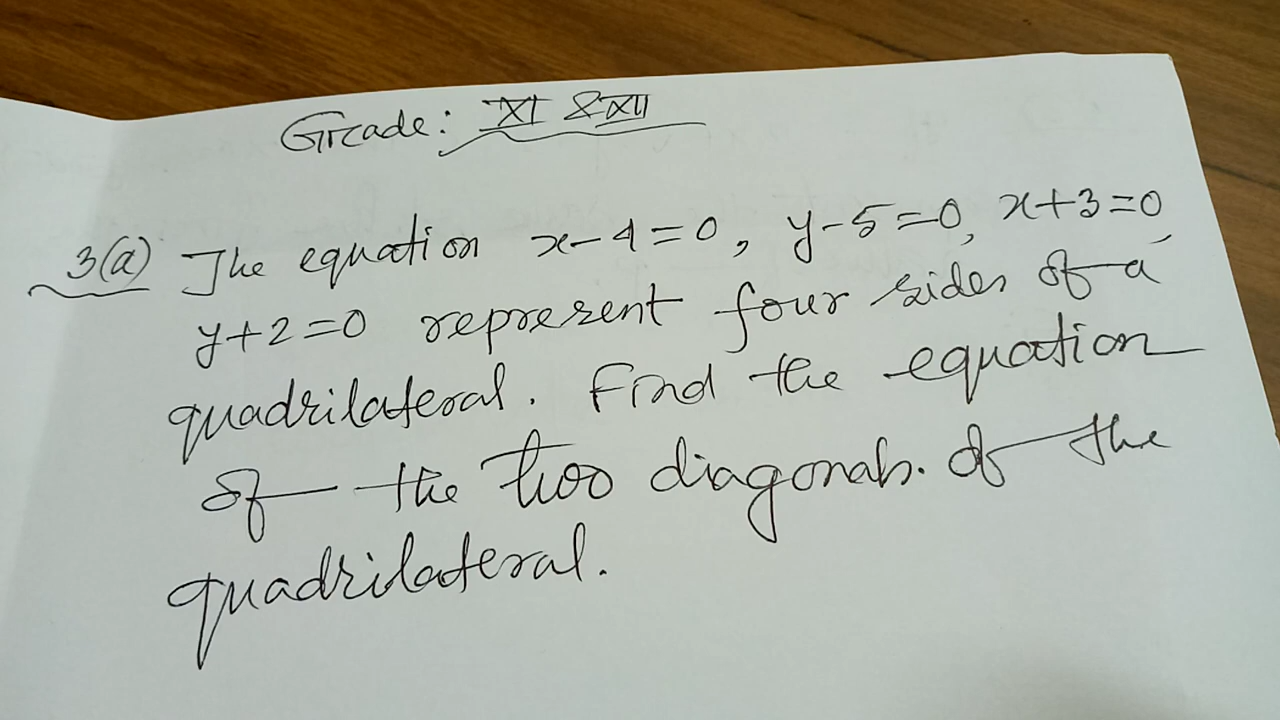 Grade: XI & XII
3(a) The equation x-4=0, y-5=0, x+3=0,
y+2=0 represent four sides of a
quadrilateral. Find the equation
of the two diagonals. of the
quadrilateral.